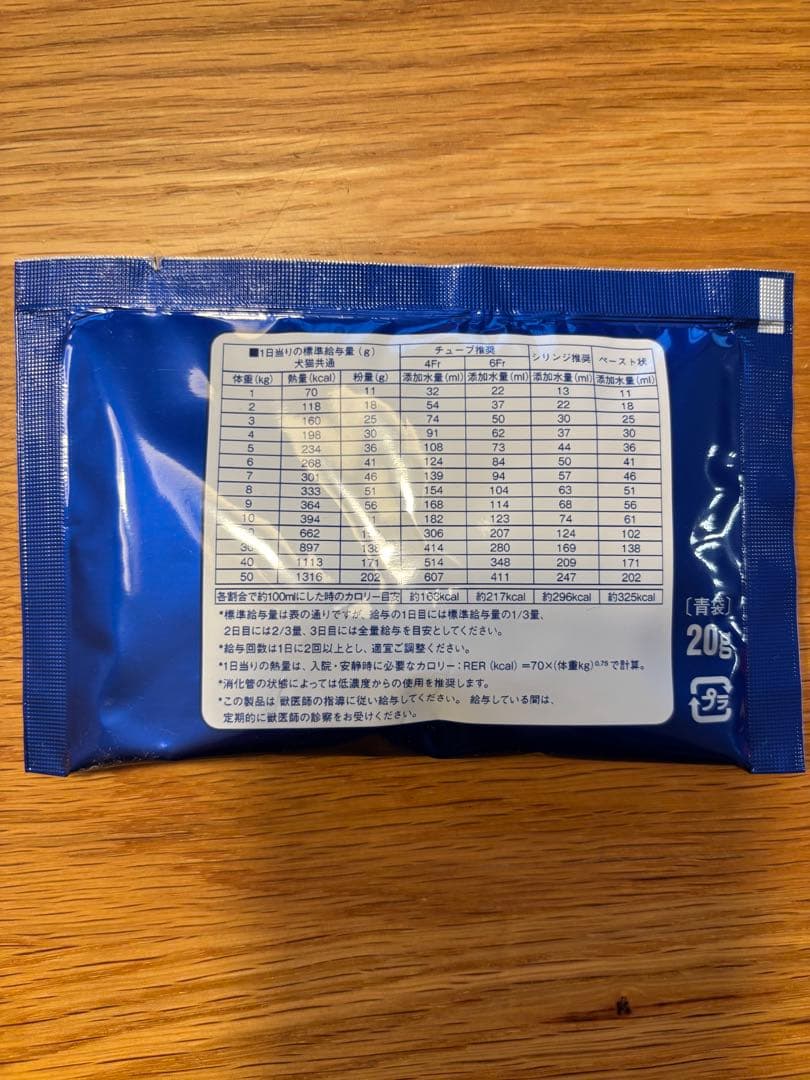 ■1日当りの標準給与量(g)
犬猫共通
チューブ推奨
4Fr 6Fr
シリンジ推奨 ペースト状
体重(kg) 熱量(kcal) 粉量(g) 添加水量(ml) 添加水量(ml) 添加水量(ml) 添加水量(ml)
1 70 11 32 22 13 11
2 118 18 54 37 22 18
3 160 25 74 50 30 25
4 198 30 91 62 37 30
5 234 36 108 73 44 36
6 268 41 124 84 50 41
7 301 46 139 94 57 46
8 333 51 154 104 63 51
9 364 56 168 114 68 56
10 394 182 123 74 61
662 306 207 124 102
30 897 138 414 280 169 138
40 1113 171 514 348 209 171
50 1316 202 607 411 247 202
各割合で約100mlにした時のカロリー目安 約163kcal 約217kcal 約296kcal 約325kcal
*標準給与量は表の通りですが、給与の1日目には標準給与量の1/3量、
2日目には2/3量、3日目には全量給与を目安としてください。
*給与回数は1日に2回以上とし、適宜ご調整ください。
*1日当りの熱量は、入院・安静時に必要なカロリー:RER(kcal)=70×(体重kg)0.75で計算。
*消化管の状態によっては低濃度からの使用を推奨します。
*この製品は獣医師の指導に従い給与してください。給与している間は、
定期的に獣医師の診察をお受けください。
[青袋]
20g
プラ